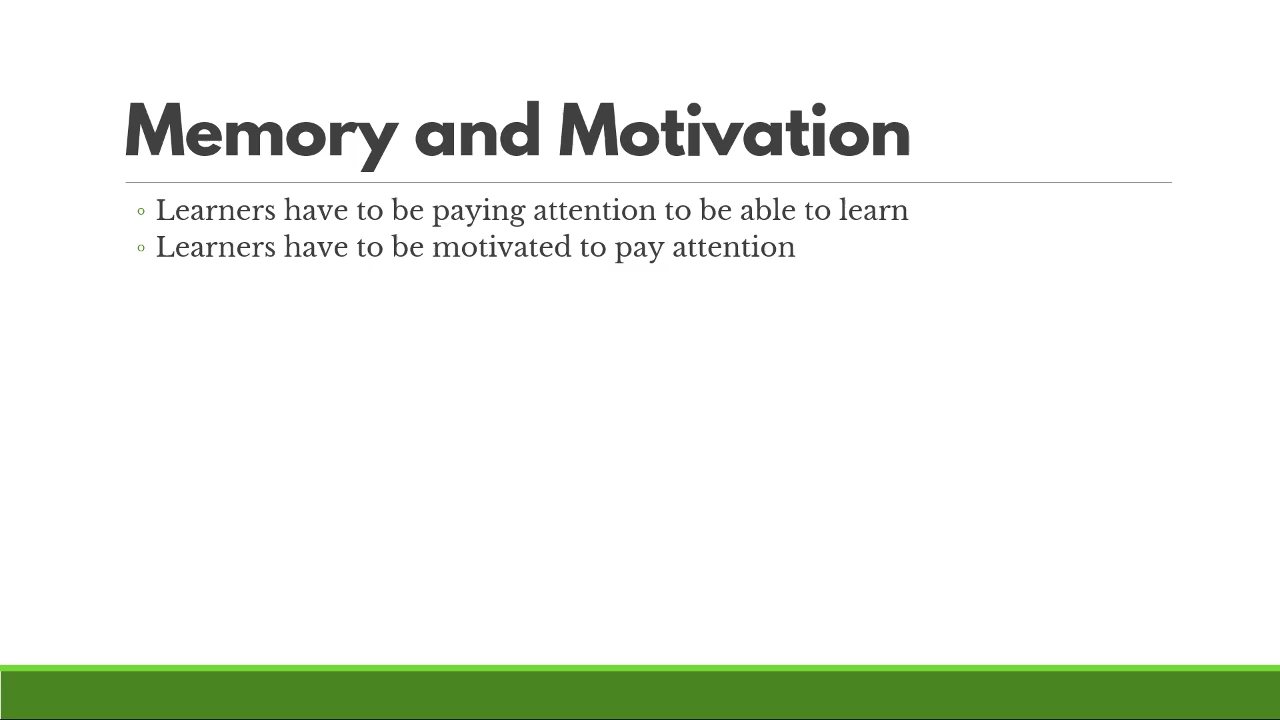 Memory and Motivation
◦ Learners have to be paying attention to be able to learn
◦ Learners have to be motivated to pay attention